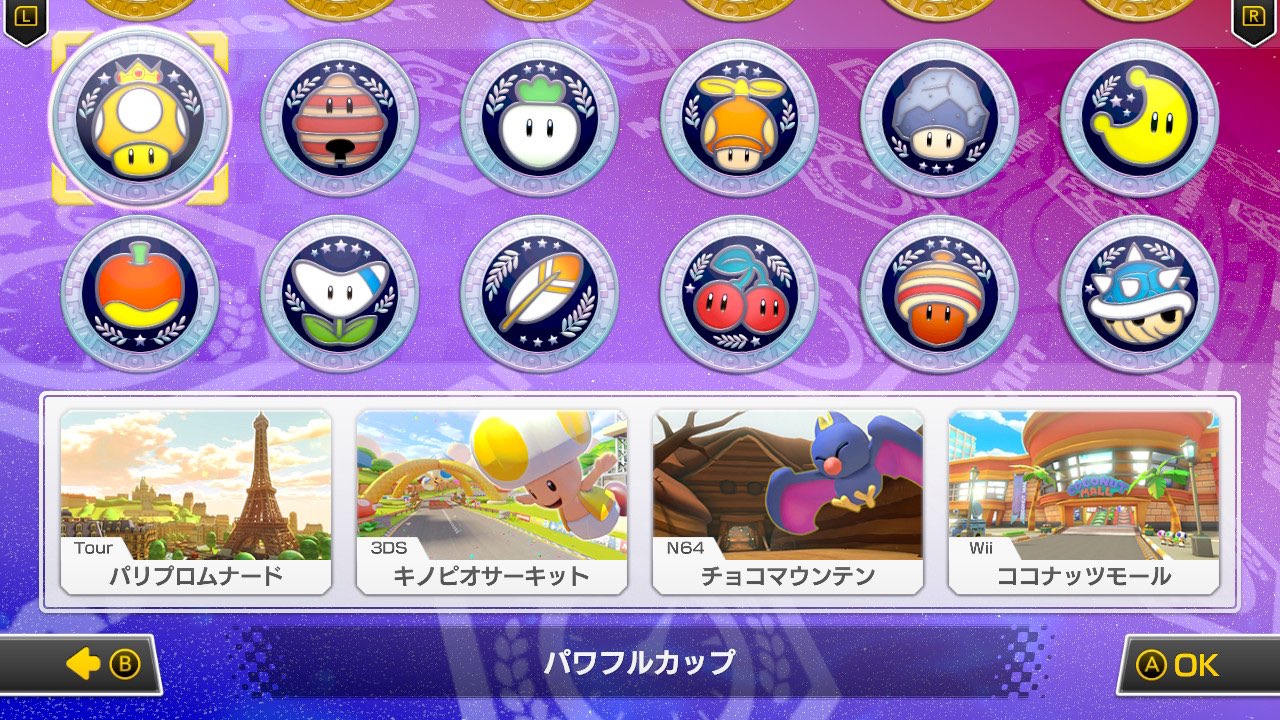 L
R
Tour
パリプロムナード
3DS
キノピオサーキット
N64
チョコマウンテン
Wii
COCONUT MALL
ココナッツモール
B
パワフルカップ
A OK